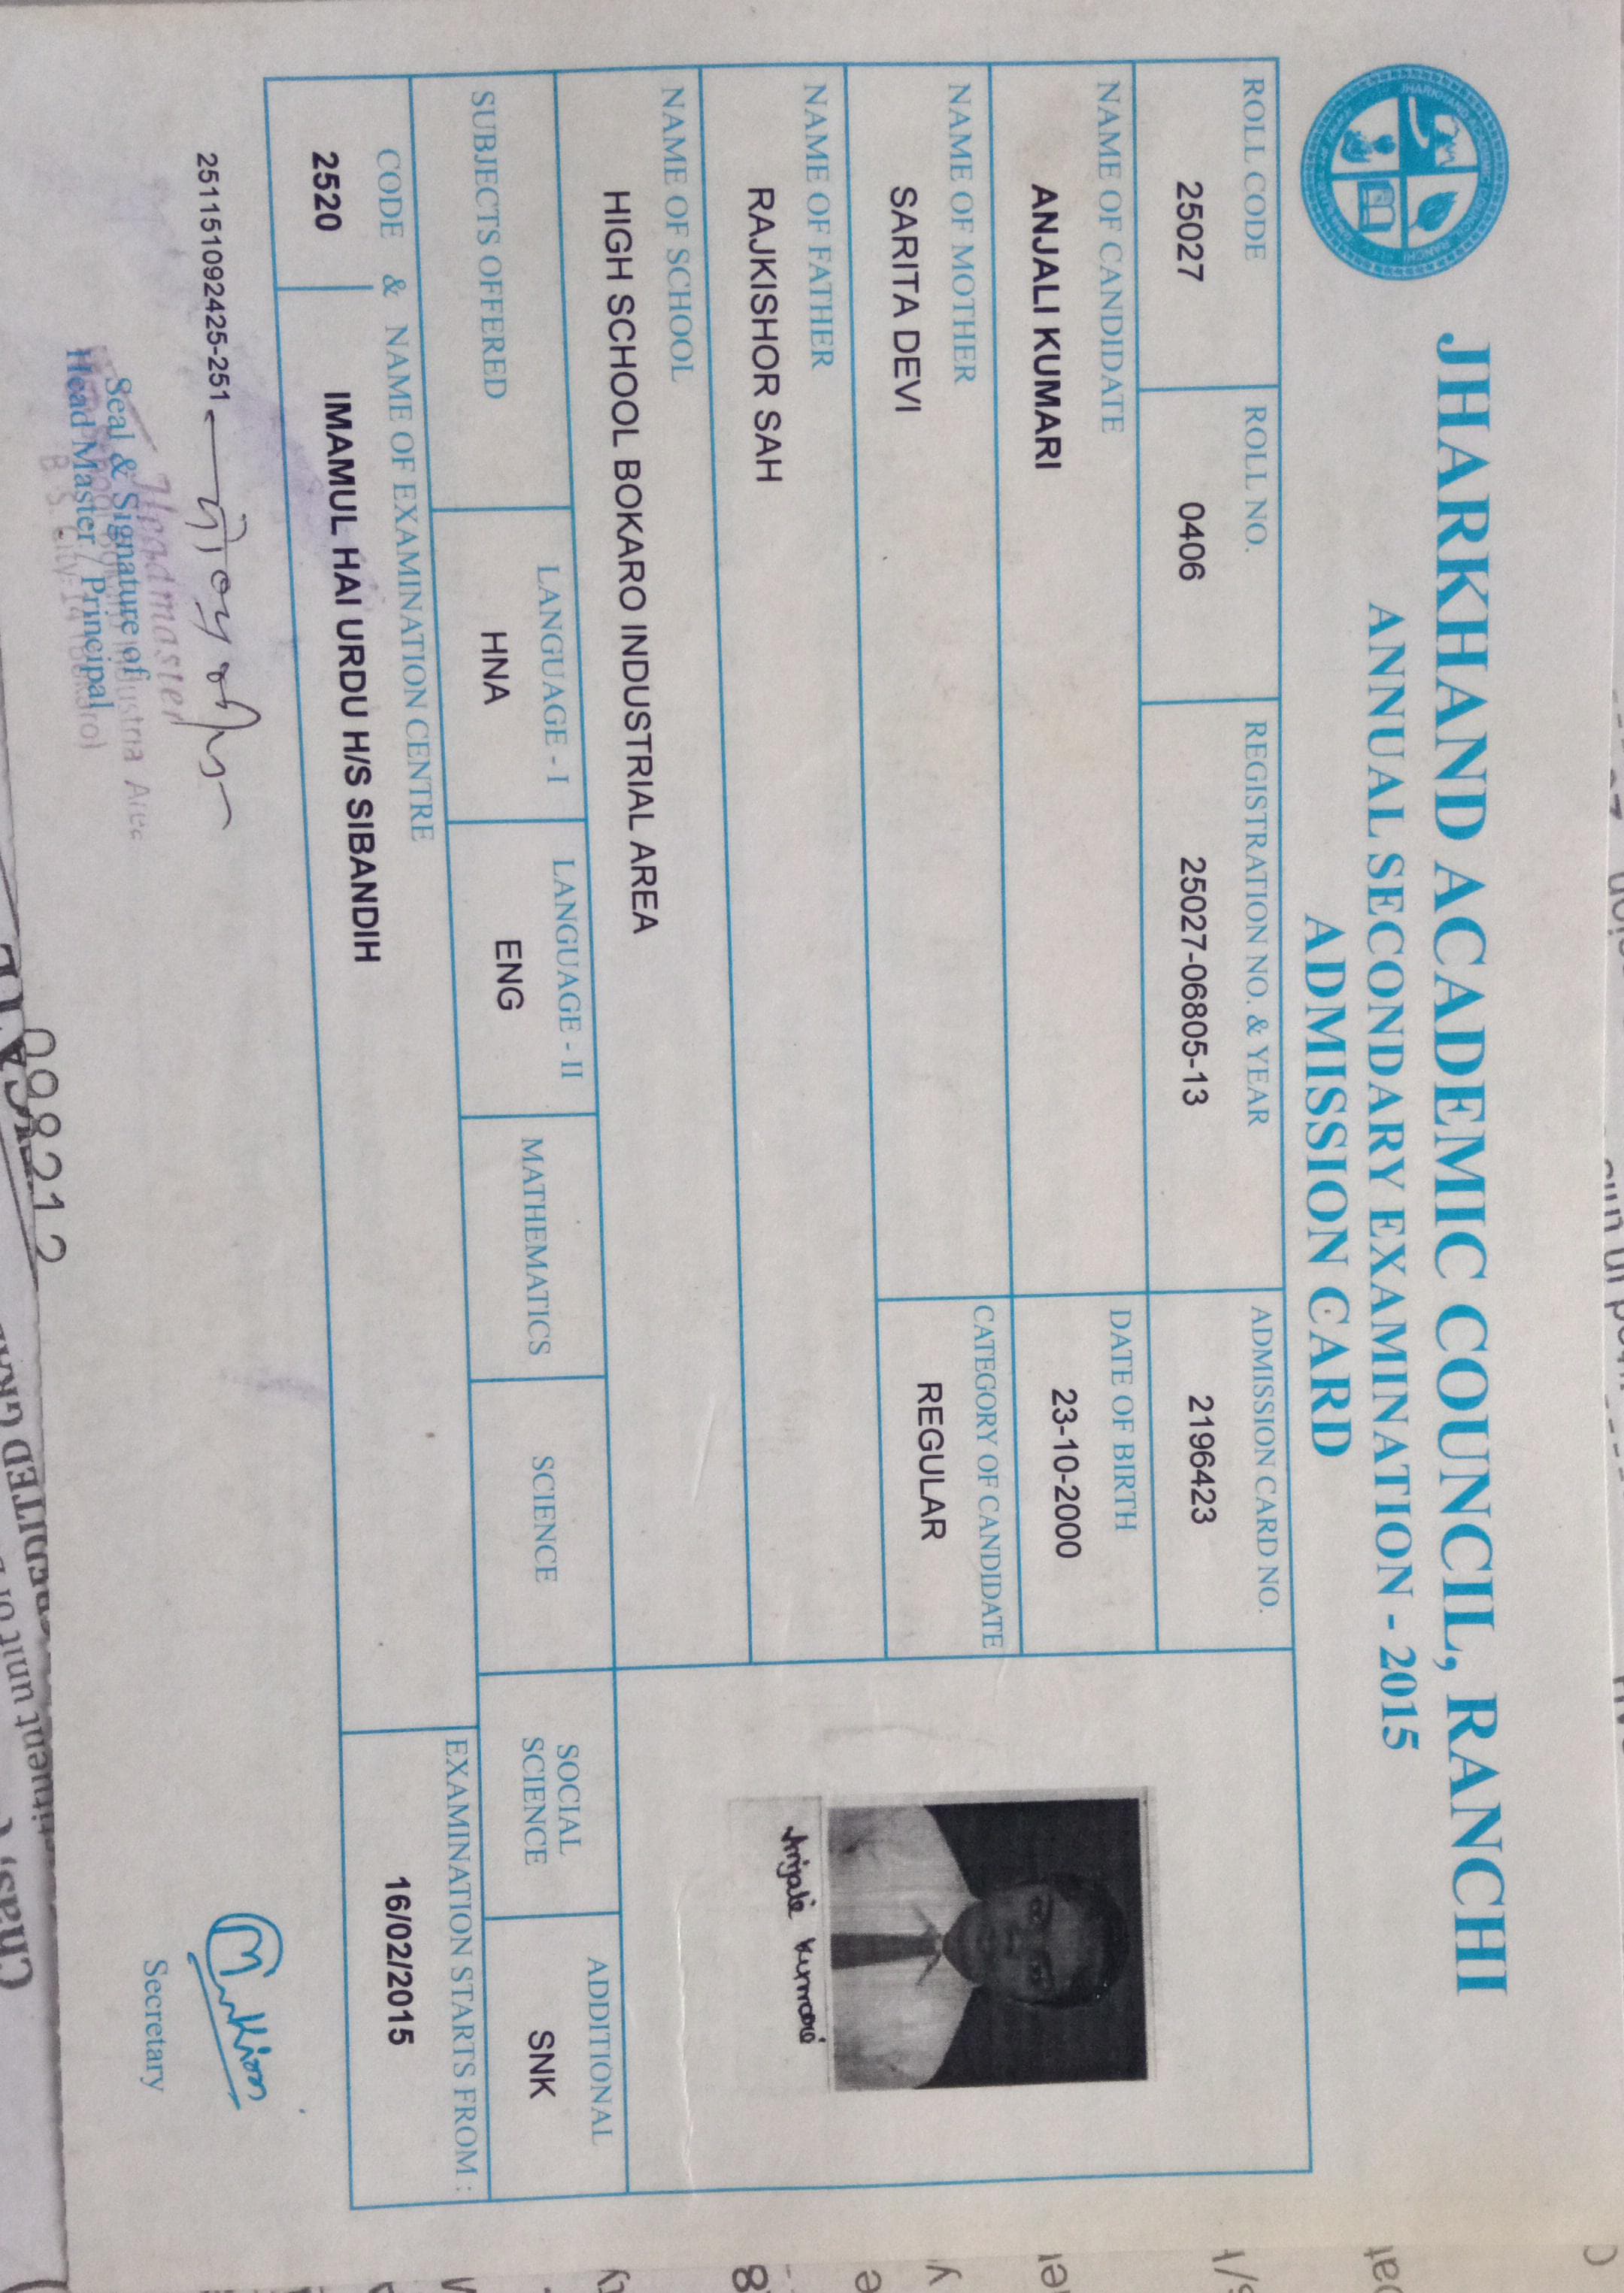 JHARKHAND ACADEMIC COUNCIL, RANCHI
ANNUAL SECONDARY EXAMINATION - 2015
ADMISSION CARD
ROLL CODE ROLL NO. REGISTRATION NO. & YEAR ADMISSION CARD NO.
25027 0406 25027-06805-13 2196423
NAME OF CANDIDATE DATE OF BIRTH
ANJALI KUMARI 23-10-2000
NAME OF MOTHER CATEGORY OF CANDIDATE
SARITA DEVI REGULAR
NAME OF FATHER
RAJKISHOR SAH
Anjali Kumari
NAME OF SCHOOL
HIGH SCHOOL BOKARO INDUSTRIAL AREA
SUBJECTS OFFERED LANGUAGE - I LANGUAGE - II MATHEMATICS SCIENCE SOCIAL SCIENCE ADDITIONAL
HNA ENG SNK
CODE & NAME OF EXAMINATION CENTRE EXAMINATION STARTS FROM :
2520 IMAMUL HAI URDU H/S SIBANDIH 16/02/2015
251151092425-251
Headmaster
Seal & Signature of
Head Master / Principal
Secretary
098212